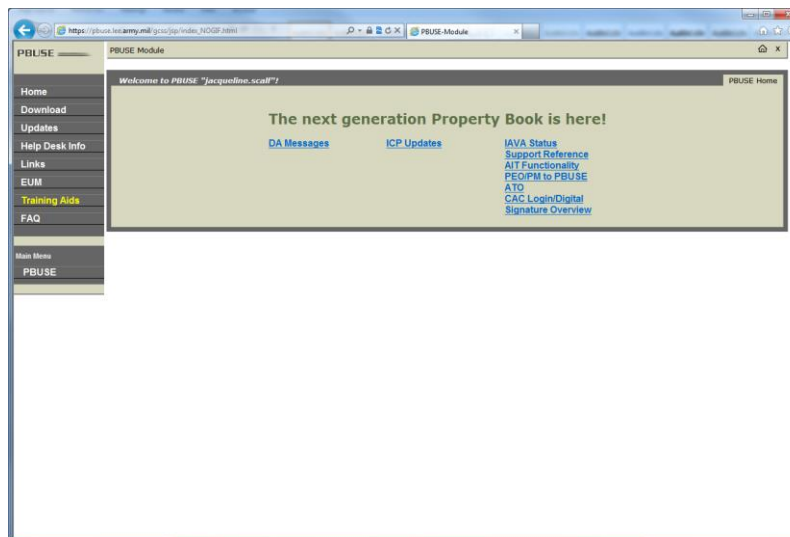 https://pbuse.lee.army.mil/gcss/jsp/index_NOGIF.html
PBUSE-Module
PBUSE
PBUSE Module
Welcome to PBUSE "jacqueline.scall"!
PBUSE Home
Home
Download
Updates
Help Desk Info
Links
EUM
Training Aids
FAQ
Main Menu
PBUSE
The next generation Property Book is here!
DA Messages
ICP Updates
IAVA Status
Support Reference
AIT Functionality
PEO/PM to PBUSE
ATO
CAC Login/Digital
Signature Overview